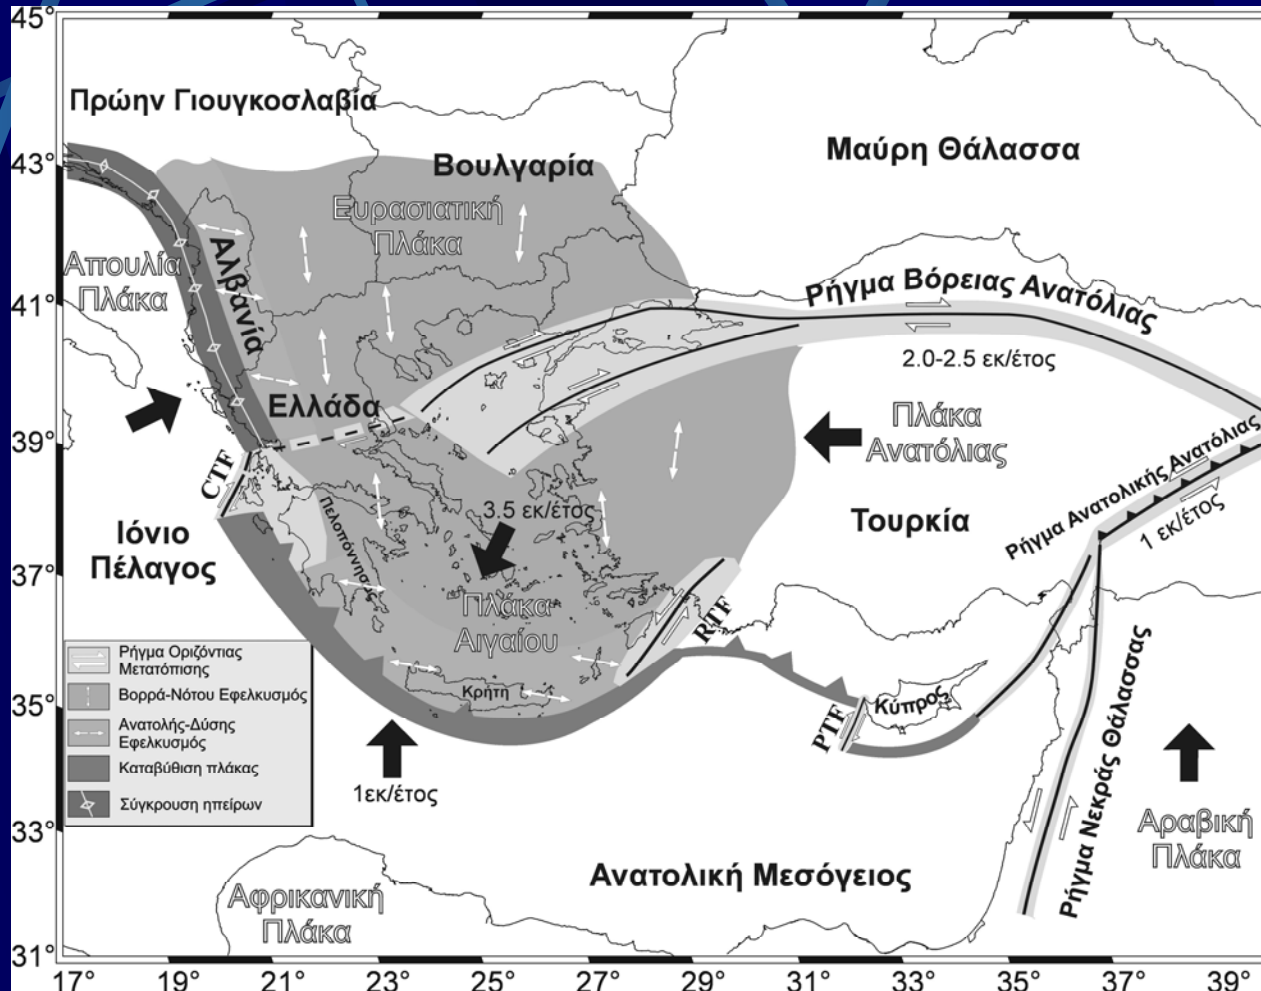 45°
Πρώην Γιουγκοσλαβία
Μαύρη Θάλασσα
43°
Βουλγαρία
Ευρασιατική
Πλάκα
Απουλία
Πλάκα
Αλβανία
41°
Ρήγμα Βόρειας Ανατόλιας
2.0-2.5 εκ/έτος
Ελλάδα
Πλάκα
Ανατόλιας
39°
CTF
Ρήγμα Ανατολικής Ανατόλιας
1 εκ/έτος
3.5 εκ/έτος
Πελοπόννησος
Τουρκία
Ιόνιο
Πέλαγος
37°
Πλάκα
Αιγαίου
RTF
Ρήγμα Οριζόντιας
Μετατόπισης
Βορρά-Νότου Εφελκυσμός
Ανατολής-Δύσης
Εφελκυσμός
Καταβύθιση πλάκας
Σύγκρουση ηπείρων
35°
Κρήτη
Κύπρος
PTF
1εκ/έτος
Ρήγμα Νεκράς Θάλασσας
33°
Αραβική
Πλάκα
Ανατολική Μεσόγειος
Αφρικανική
Πλάκα
31°
17° 19° 21° 23° 25° 27° 29° 31° 33° 35° 37° 39°